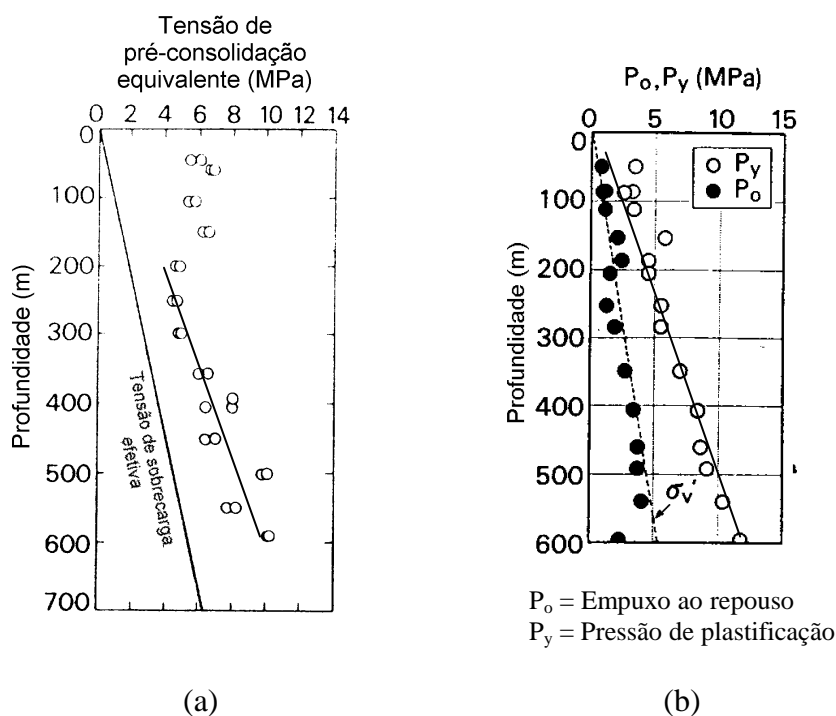 Tensão de
pré-consolidação
equivalente (MPa)
0 2 4 6 8 10 12 14
0
100
200
300
400
500
600
700
Profundidade (m)
Tensão de sobrecarga
efetiva
(a)
Po, Py (MPa)
0 5 10 15
0
100
200
300
400
500
600
Profundidade (m)
Py
Po
σv
Po = Empuxo ao repouso
Py = Pressão de plastificação
(b)